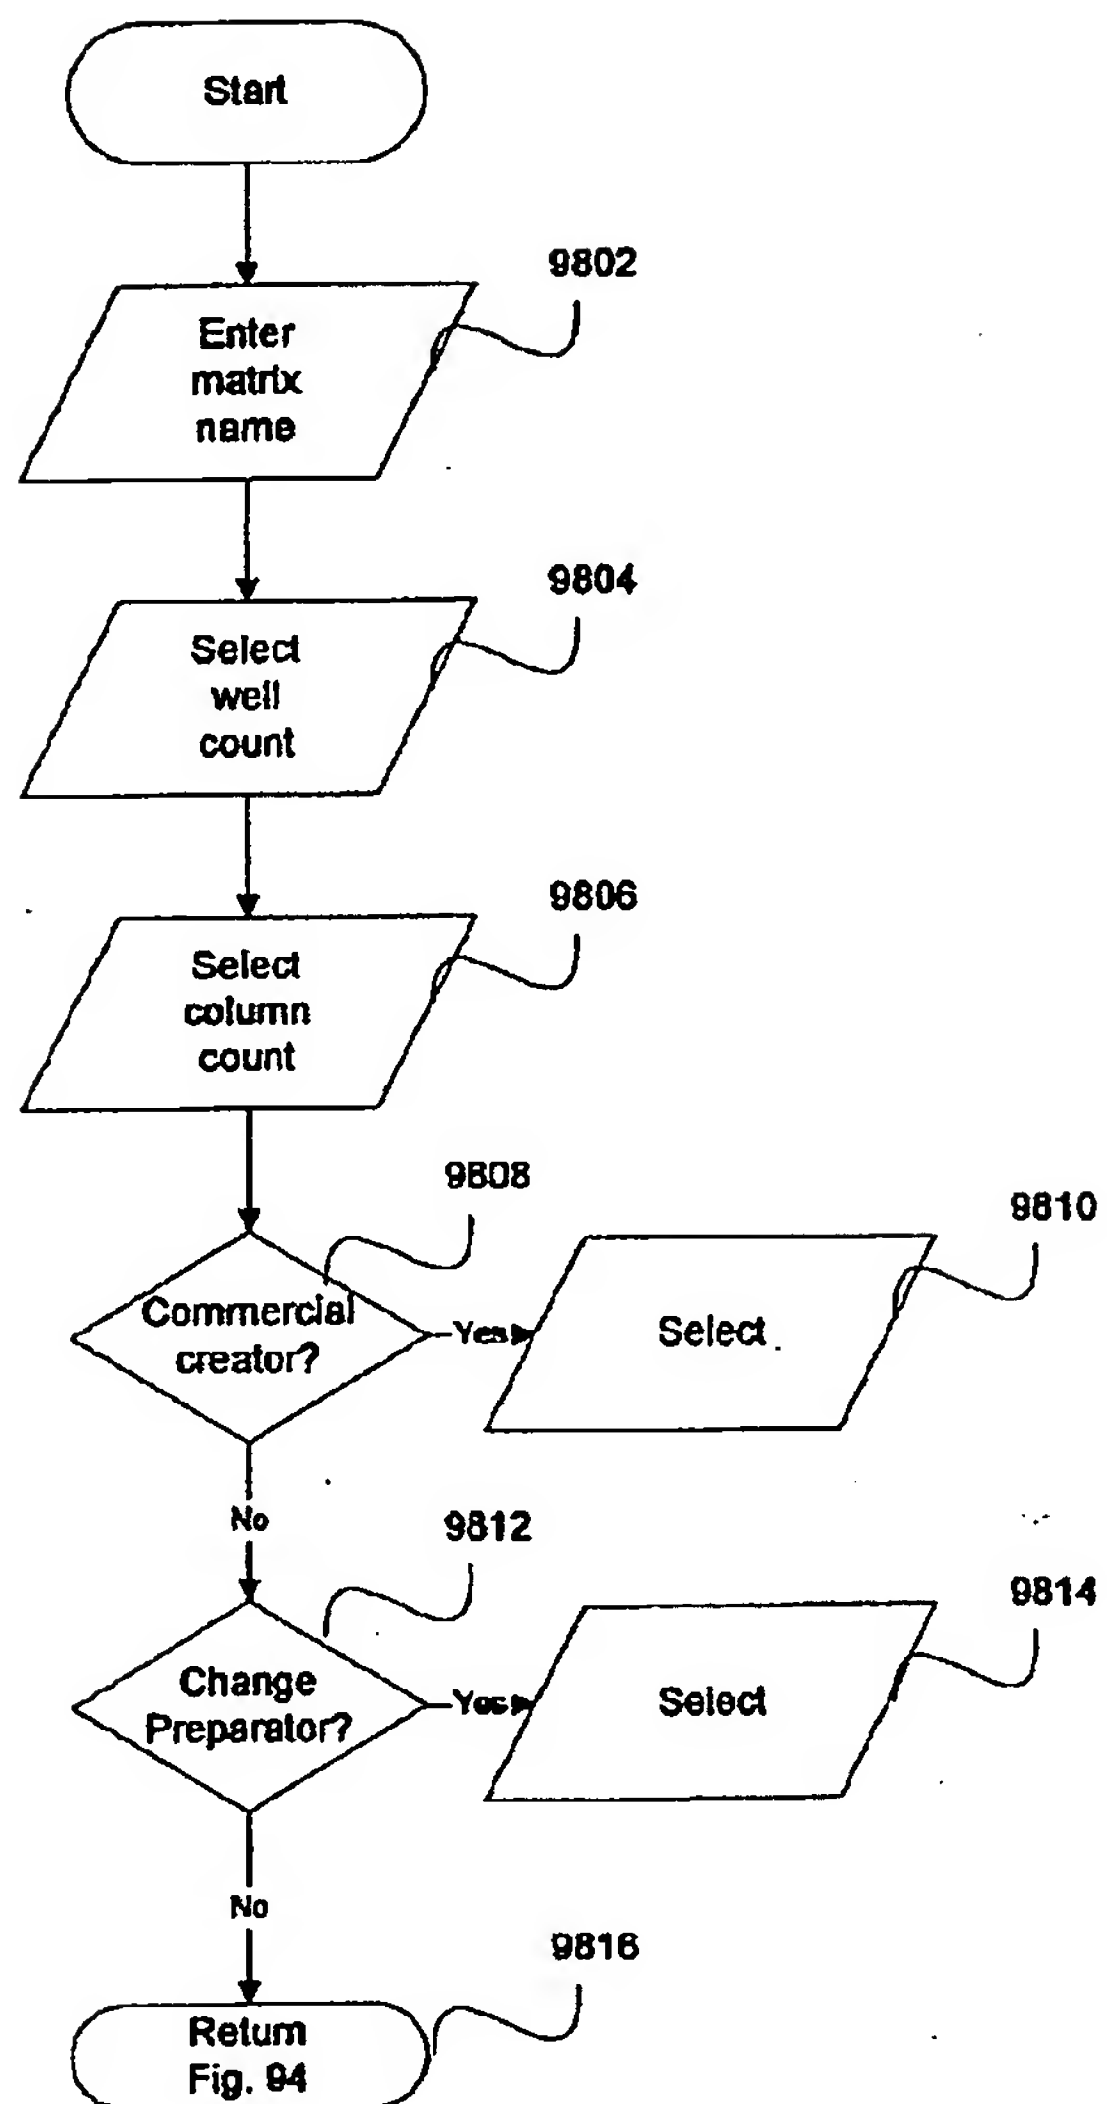 Start
9802
Enter
matrix
name
9804
Select
well
count
9806
Select
column
count
9808
Commercial
creator?
Yes
9810
Select
No
9812
Change
Preparator?
Yes
9814
Select
No
9816
Return
Fig. 94